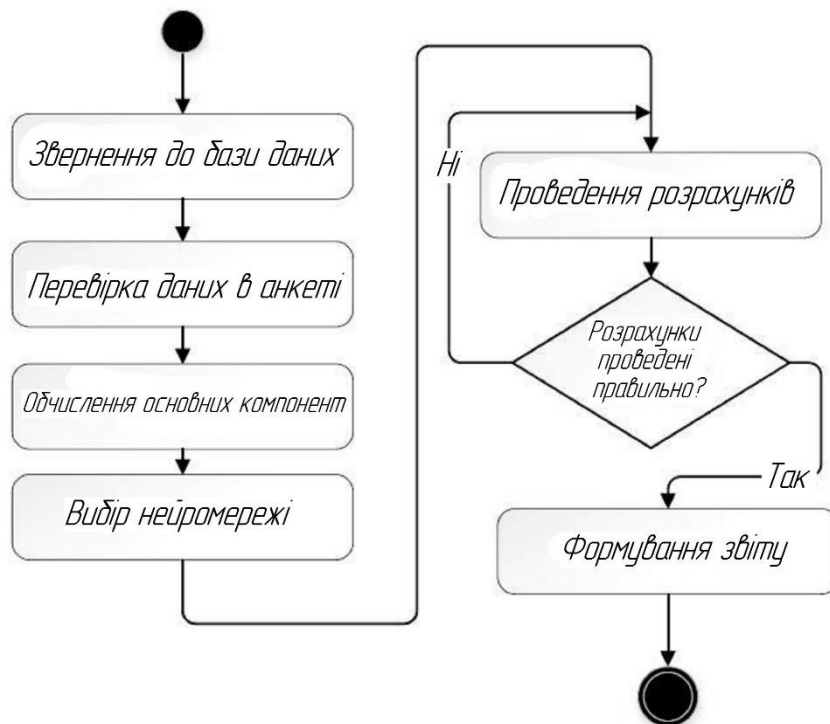 Звернення до бази даних
Перевірка даних в анкеті
Обчислення основних компонент
Вибір нейромережі
Ні
Проведення розрахунків
Розрахунки
проведені
правильно?
Так
Формування звіту